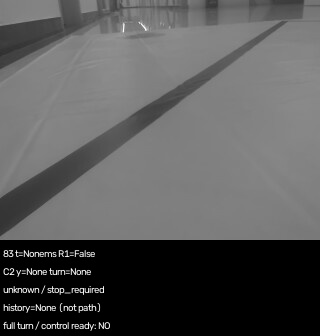 83 t=Nonems R1=False
C2 y=None turn=None
unknown / stop_required
history=None (not path)
full turn / control ready: NO